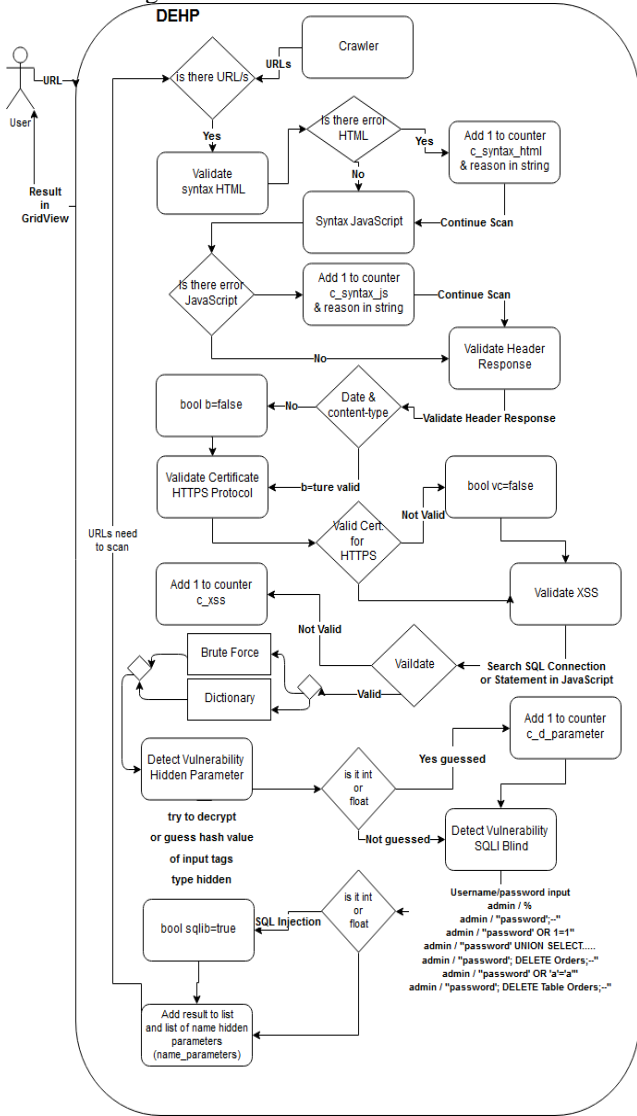 DEHP
Crawler
is there URL/s
URLs
URL
User
Yes
Is there error
HTML
Yes
Add 1 to counter
c_syntax_html
& reason in string
Validate
syntax HTML
No
Result
in
GridView
Syntax JavaScript
Continue Scan
Is there error
JavaScript
Add 1 to counter
c_syntax_js
& reason in string
Continue Scan
No
Validate Header
Response
bool b=false
No
Date &
content-type
Validate Header Response
Validate Certificate
HTTPS Protocol
b=ture valid
Not Valid
bool vc=false
URLs need
to scan
Valid Cert.
for
HTTPS
Add 1 to counter
c_xss
Validate XSS
Not Valid
Brute Force
Vaildate
Search SQL Connection
or Statement in JavaScript
Dictionary
Valid
Add 1 to counter
c_d_parameter
Detect Vulnerability
Hidden Parameter
is it int
or
float
Yes guessed
try to decrypt
or guess hash value
of input tags
type hidden
Not guessed
Detect Vulnerability
SQLI Blind
Username/password input
admin / %
admin / "password';--"
admin / "password' OR 1=1"
admin / "password' UNION SELECT.....
admin / "password'; DELETE Orders;--"
admin / "password' OR 'a'='a'"
admin / "password'; DELETE Table Orders;--"
is it int
or
float
SQL Injection
bool sqlib=true
Add result to list
and list of name hidden
parameters
(name_parameters)